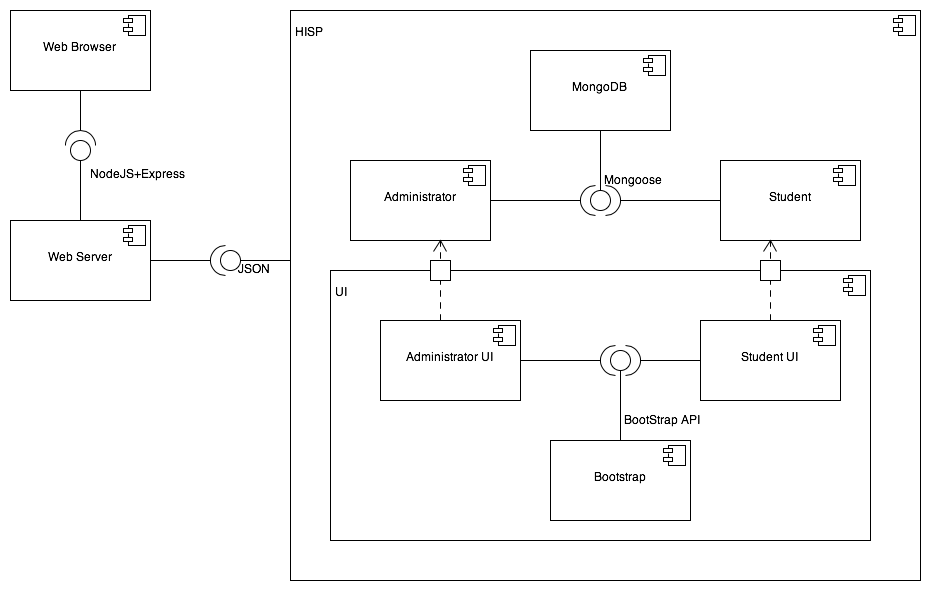 Web Browser
HISP
MongoDB
NodeJS+Express
Mongoose
Administrator
Student
Web Server
JSON
UI
Administrator UI
Student UI
BootStrap API
Bootstrap